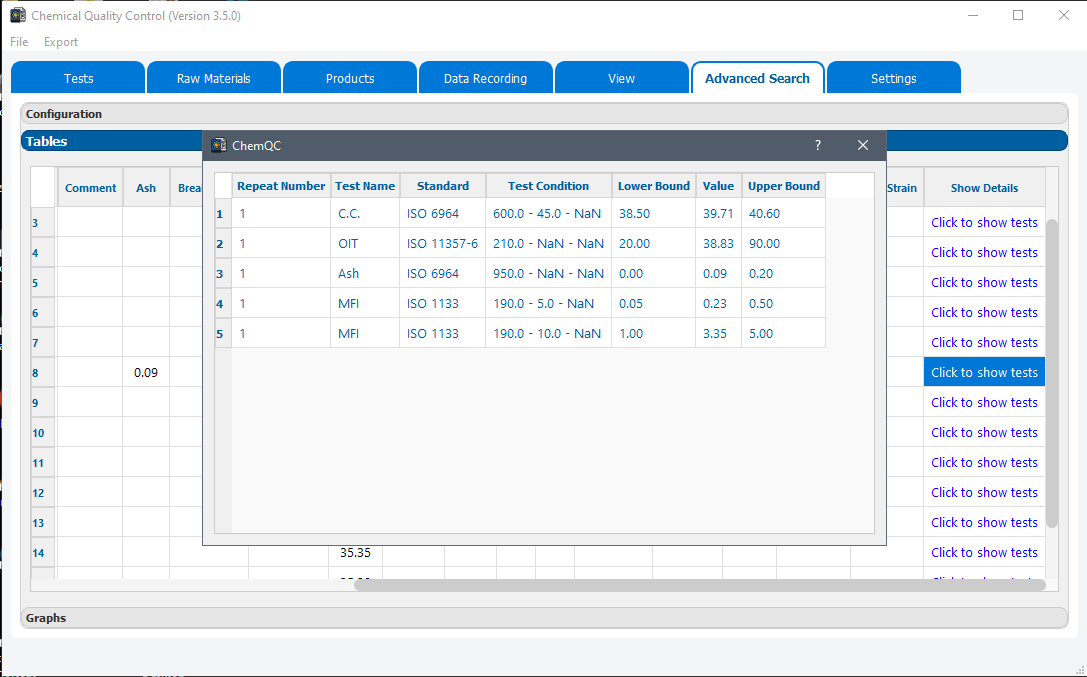 Chemical Quality Control (Version 3.5.0)
File Export
Tests Raw Materials Products Data Recording View Advanced Search Settings
Configuration
Tables
ChemQC ?
Comment Ash Brea Strain Show Details
Repeat Number Test Name Standard Test Condition Lower Bound Value Upper Bound
1 1 C.C. ISO 6964 600.0 - 45.0 - NaN 38.50 39.71 40.60
2 1 OIT ISO 11357-6 210.0 - NaN - NaN 20.00 38.83 90.00
3 1 Ash ISO 6964 950.0 - NaN - NaN 0.00 0.09 0.20
4 1 MFI ISO 1133 190.0 - 5.0 - NaN 0.05 0.23 0.50
5 1 MFI ISO 1133 190.0 - 10.0 - NaN 1.00 3.35 5.00
3 Click to show tests
4 Click to show tests
5 Click to show tests
6 Click to show tests
7 Click to show tests
8 0.09 Click to show tests
9 Click to show tests
10 Click to show tests
11 Click to show tests
12 Click to show tests
13 Click to show tests
14 35.35 Click to show tests
Click to show tests
Graphs